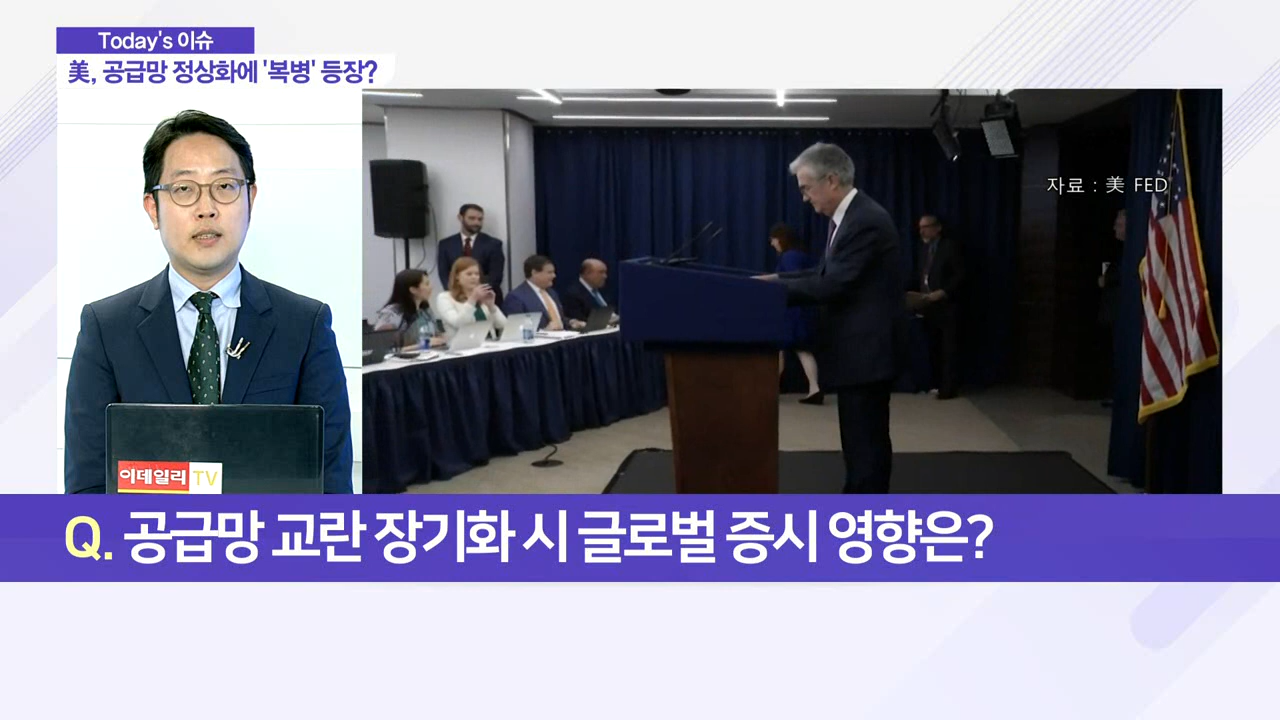 Today's 이슈
美, 공급망 정상화에 '복병' 등장?
자료 : 美 FED
이데일리 TV
Q. 공급망 교란 장기화 시 글로벌 증시 영향은?